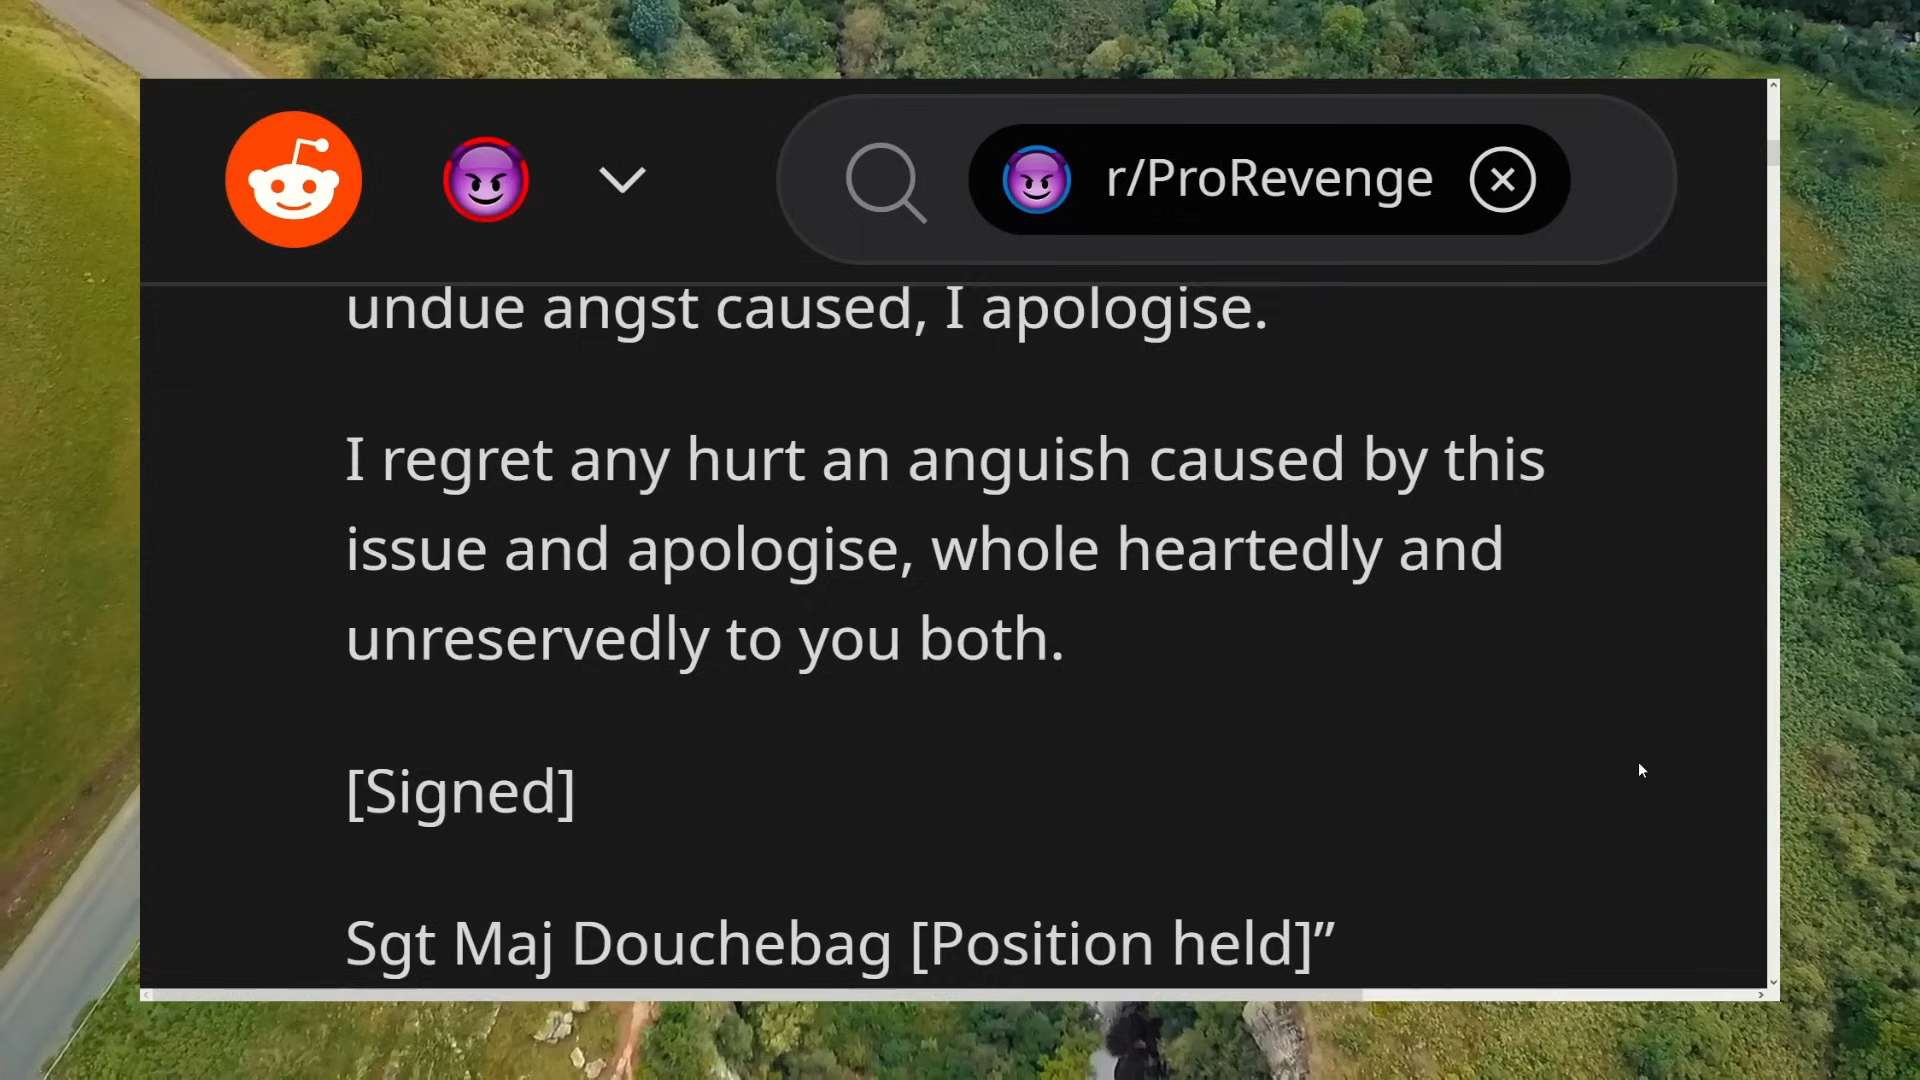 r/ProRevenge
undue angst caused, I apologise.
I regret any hurt an anguish caused by this
issue and apologise, whole heartedly and
unreservedly to you both.
[Signed]
Sgt Maj Douchebag [Position held]”